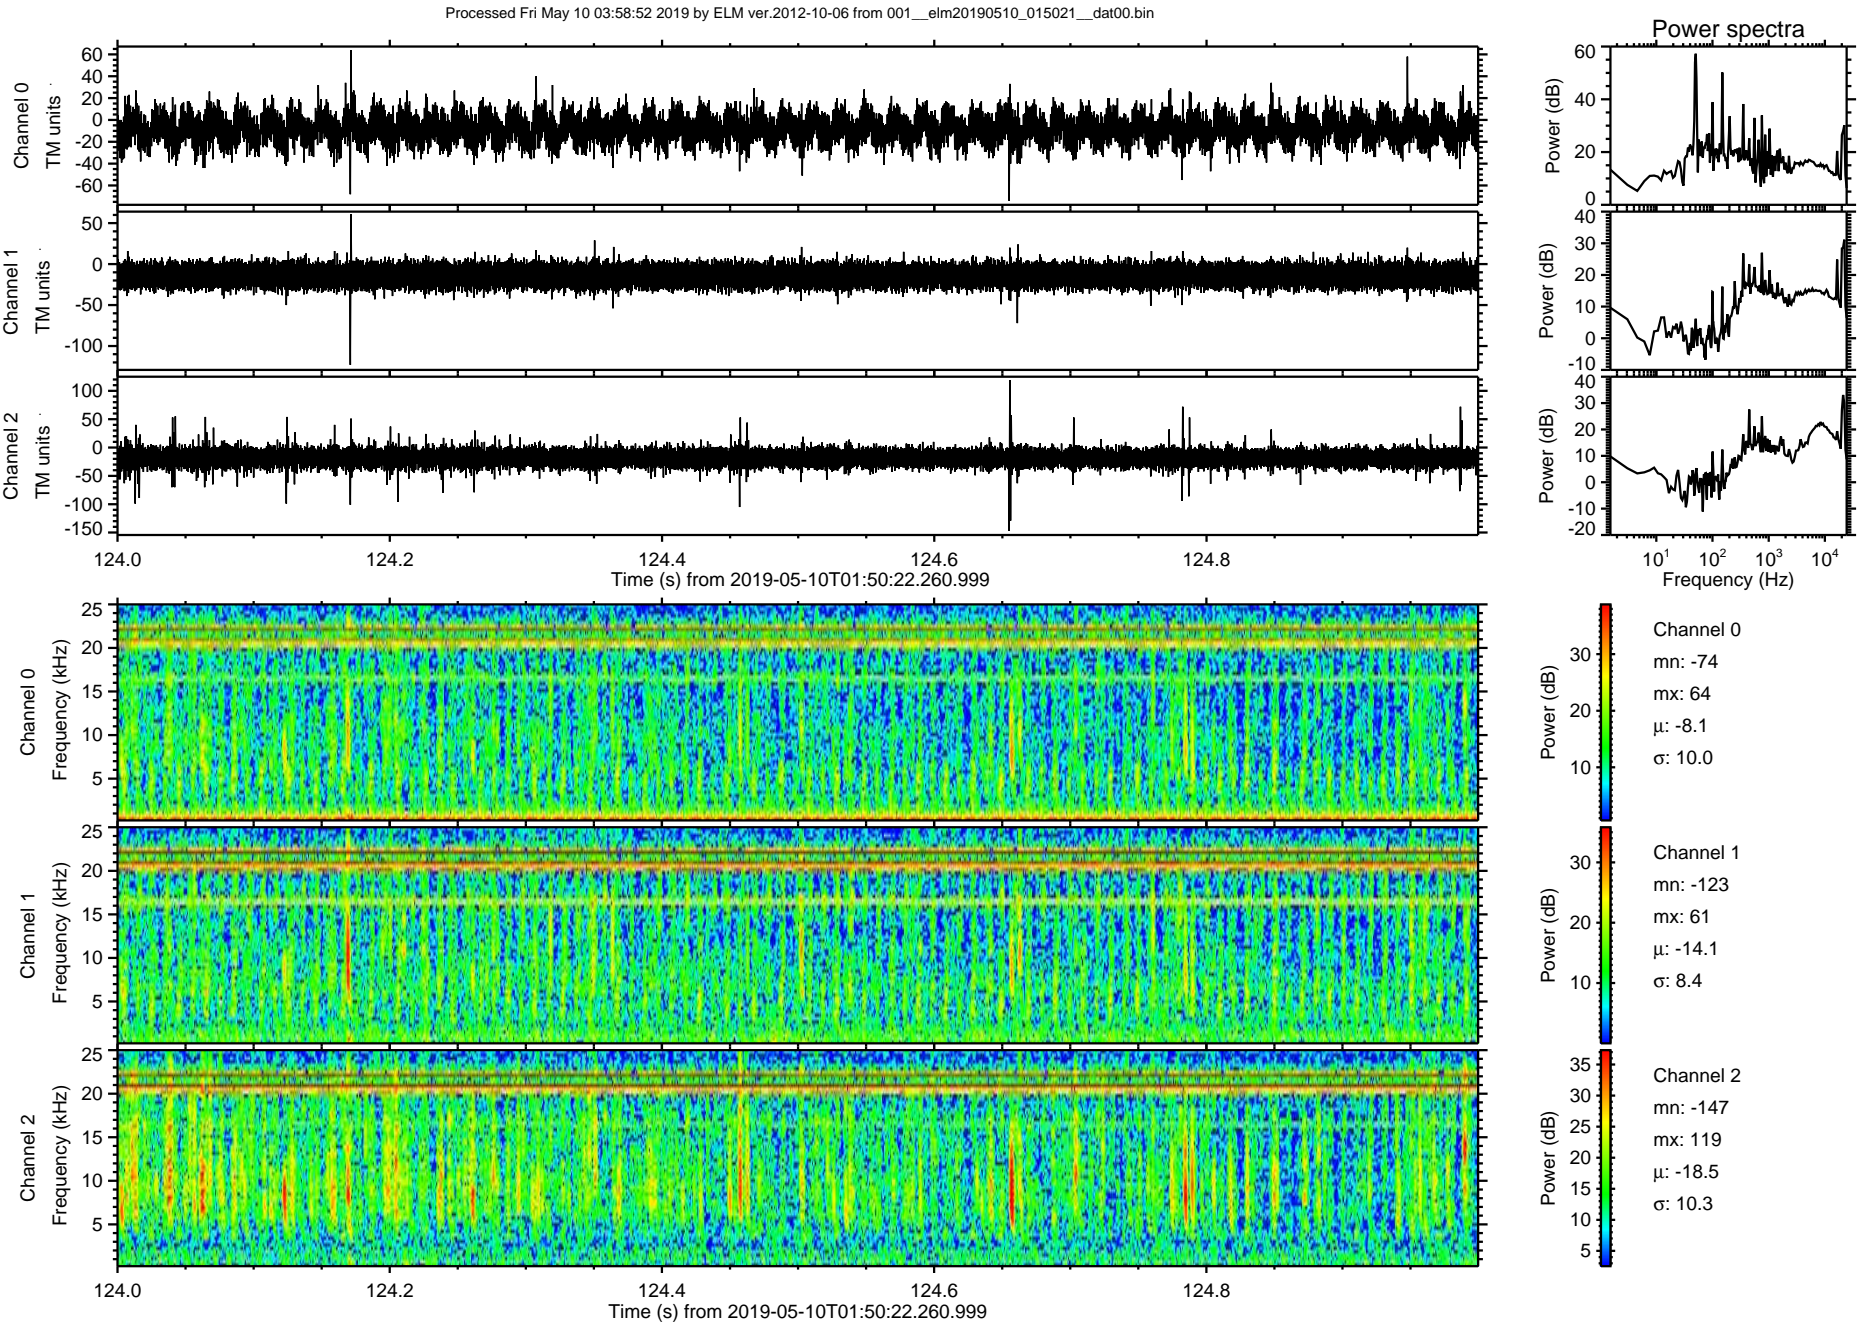 Processed Fri May 10 03:58:52 2019 by ELM ver.2012-10-06 from 001__elm20190510_015021__dat00.bin
Power spectra
Channel 0
TM units
60
40
20
0
-20
-40
-60
Power (dB)
60
40
20
0
Channel 1
TM units
50
0
-50
-100
Power (dB)
40
30
20
10
0
-10
Channel 2
TM units
100
50
0
-50
-100
-150
Power (dB)
40
30
20
10
0
-10
-20
124.0 124.2 124.4 124.6 124.8
Time (s) from 2019-05-10T01:50:22.260.999
10¹ 10² 10³ 10⁴
Frequency (Hz)
Channel 0
Frequency (kHz)
25
20
15
10
5
Power (dB)
30
20
10
Channel 0
mn: -74
mx: 64
μ: -8.1
σ: 10.0
Channel 1
Frequency (kHz)
25
20
15
10
5
Power (dB)
30
20
10
Channel 1
mn: -123
mx: 61
μ: -14.1
σ: 8.4
Channel 2
Frequency (kHz)
25
20
15
10
5
Power (dB)
35
30
25
20
15
10
5
Channel 2
mn: -147
mx: 119
μ: -18.5
σ: 10.3
124.0 124.2 124.4 124.6 124.8
Time (s) from 2019-05-10T01:50:22.260.999